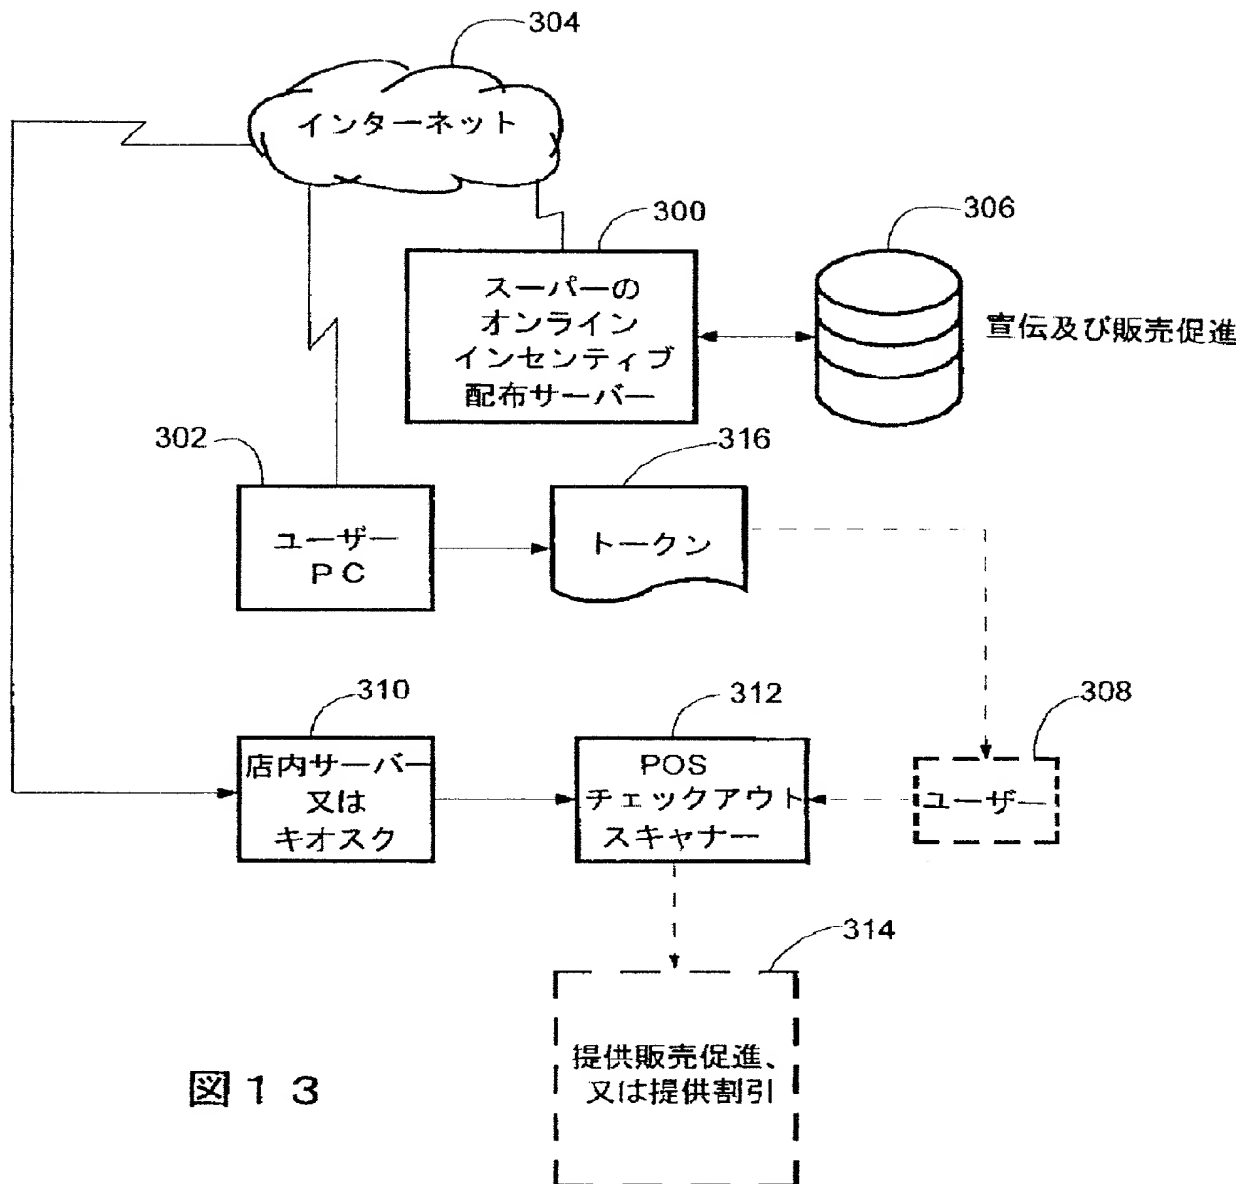 304
インターネット
300
306
スーパーの
オンライン
インセンティブ
配布サーバー
宣伝及び販売促進
302
316
ユーザー
PC
トークン
310
312
308
店内サーバー
又は
キオスク
POS
チェックアウト
スキャナー
ユーザー
314
提供販売促進、
又は提供割引
図13